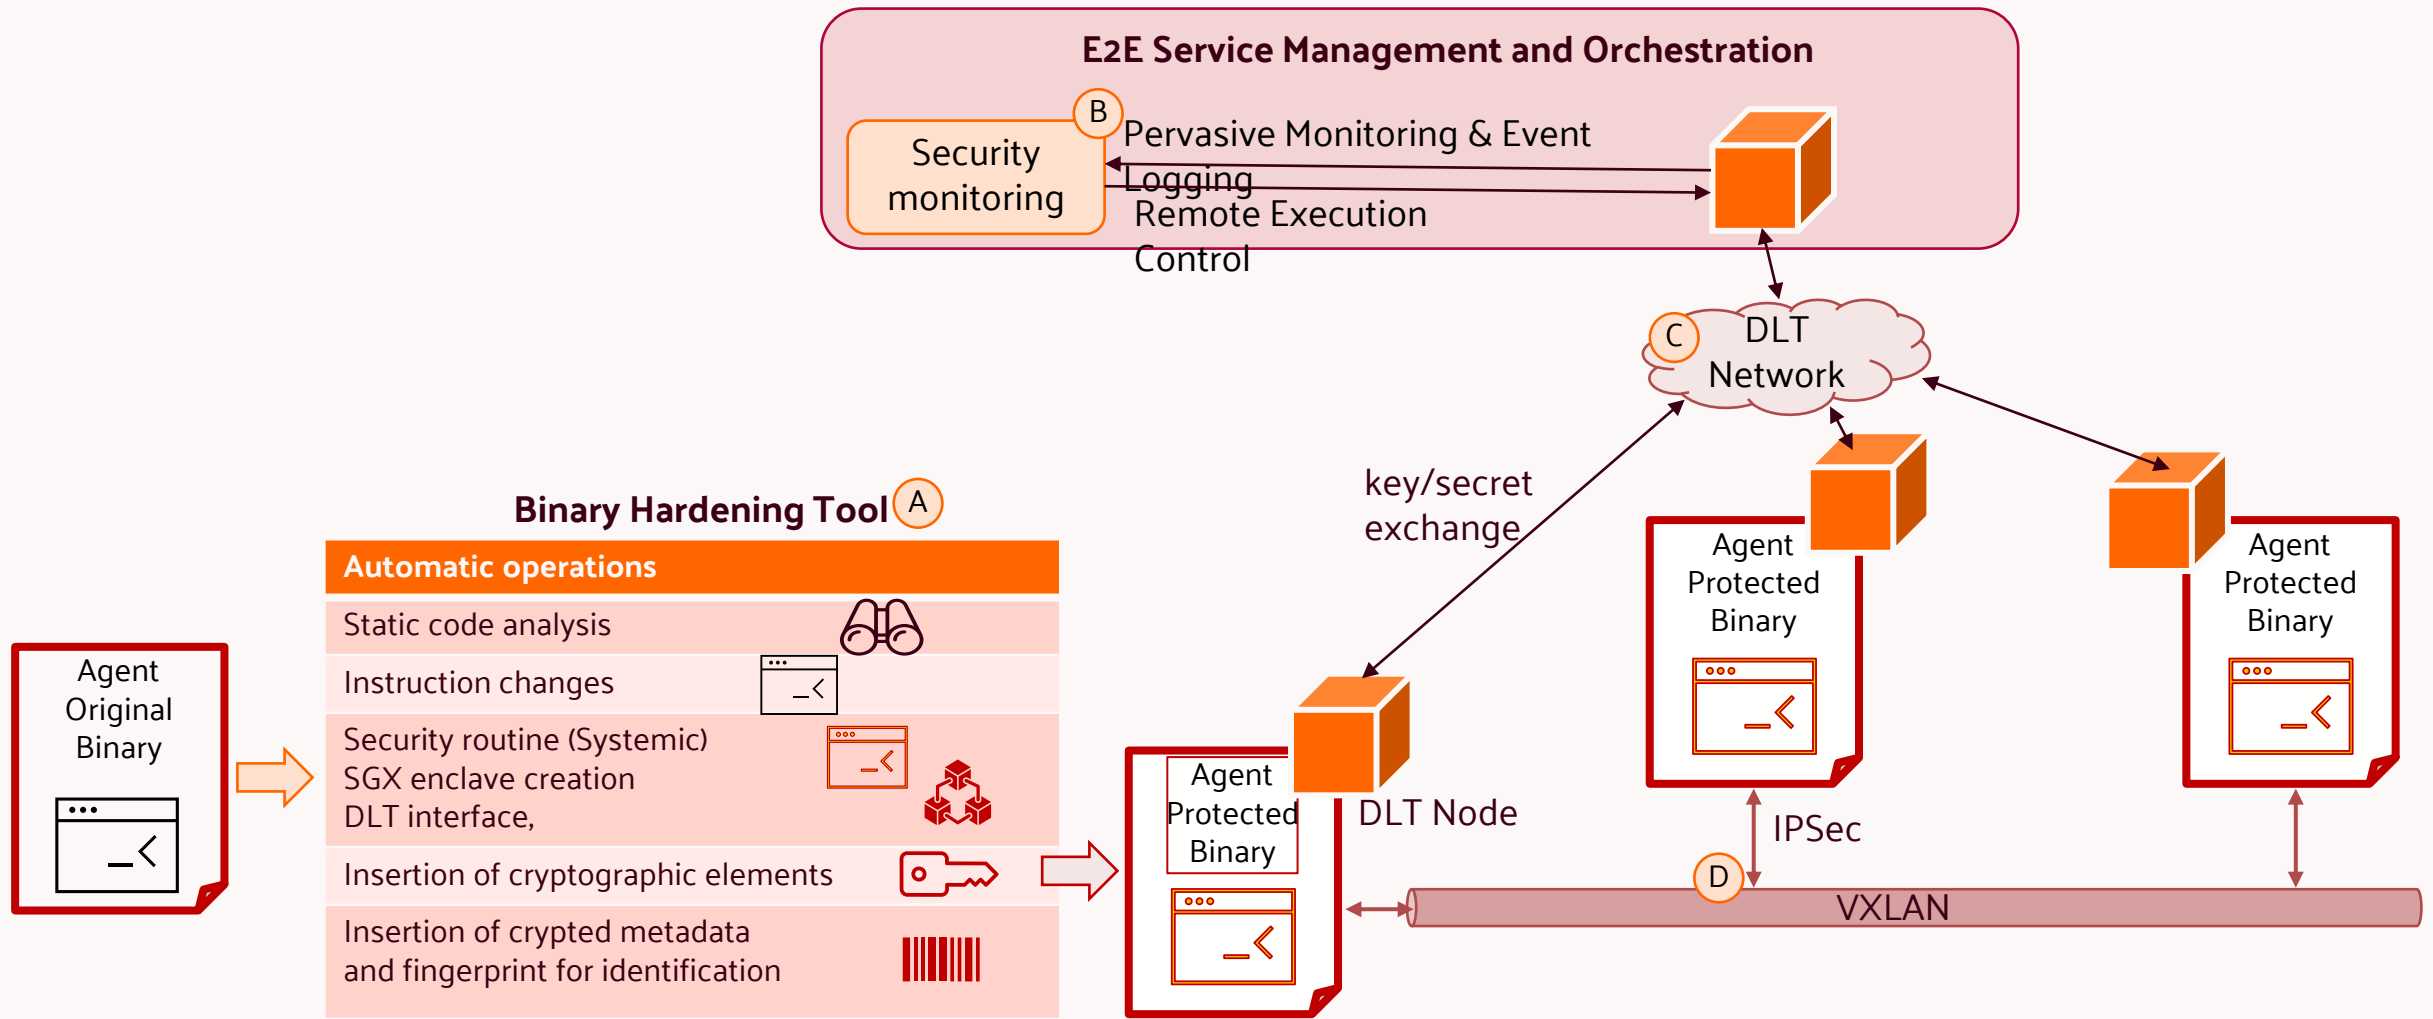 E2E Service Management and Orchestration
B
Security
monitoring
Pervasive Monitoring & Event
Logging
Remote Execution
Control
C
DLT
Network
key/secret
exchange
Binary Hardening Tool
A
Automatic operations
Static code analysis
Instruction changes
Security routine (Systemic)
SGX enclave creation
DLT interface,
Insertion of cryptographic elements
Insertion of crypted metadata
and fingerprint for identification
Agent
Original
Binary
Agent
Protected
Binary
DLT Node
Agent
Protected
Binary
Agent
Protected
Binary
IPSec
D
VXLAN